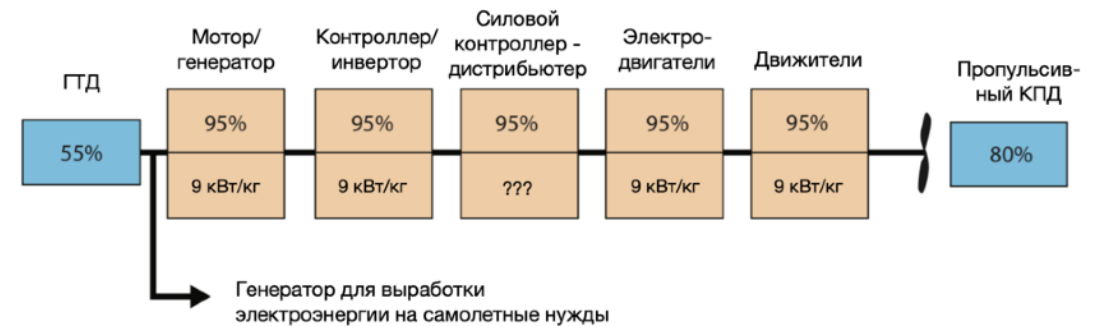 ГТД
55%
Мотор/
генератор
95%
9 кВт/кг
Контроллер/
инвертор
95%
9 кВт/кг
Силовой
контроллер -
дистрибьютер
95%
???
Электро-
двигатели
95%
9 кВт/кг
Движители
95%
9 кВт/кг
Пропульсив-
ный КПД
80%
Генератор для выработки
электроэнергии на самолетные нужды